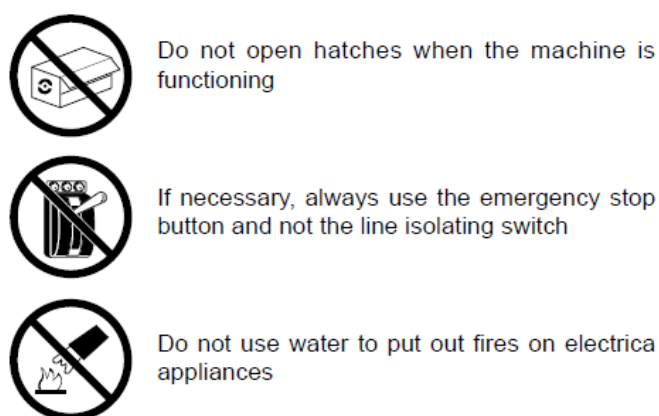 Do not open hatches when the machine is
functioning
If necessary, always use the emergency stop
button and not the line isolating switch
Do not use water to put out fires on electrica
appliances